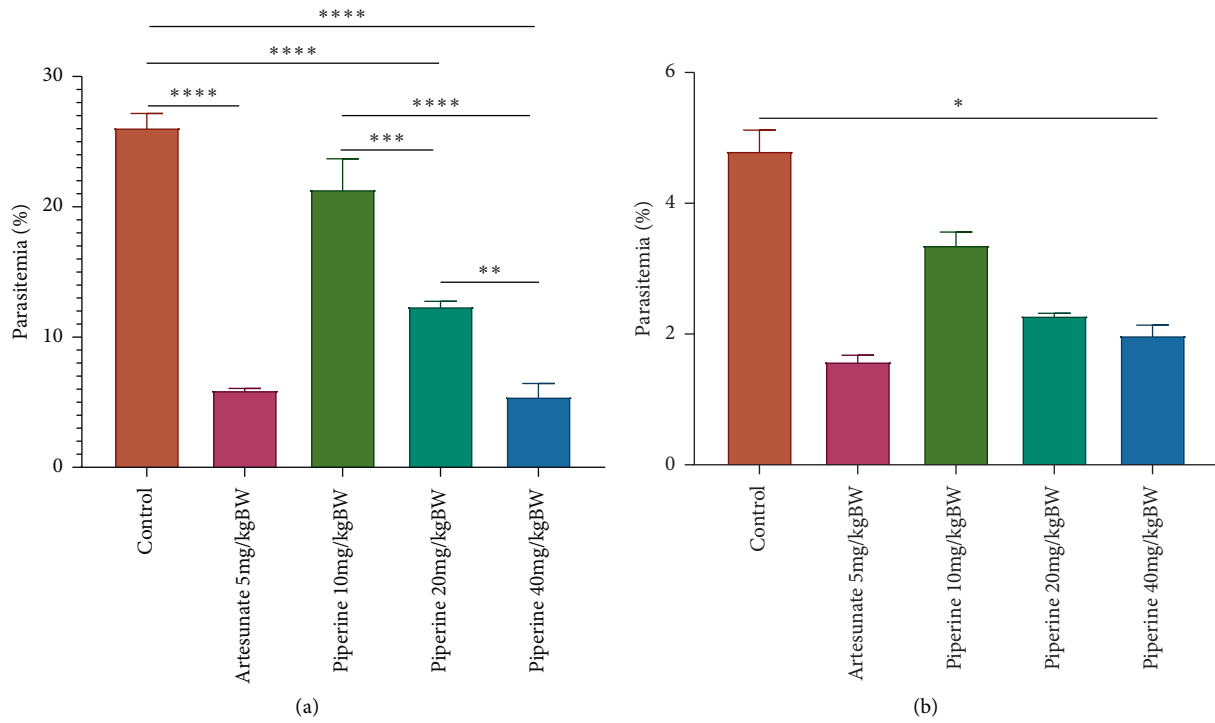 ****
****
****
****
***
**
30
20
10
0
Parasitemia (%)
Control
Artesunate 5mg/kgBW
Piperine 10mg/kgBW
Piperine 20mg/kgBW
Piperine 40mg/kgBW
(a)
*
6
4
2
0
Parasitemia (%)
Control
Artesunate 5mg/kgBW
Piperine 10mg/kgBW
Piperine 20mg/kgBW
Piperine 40mg/kgBW
(b)